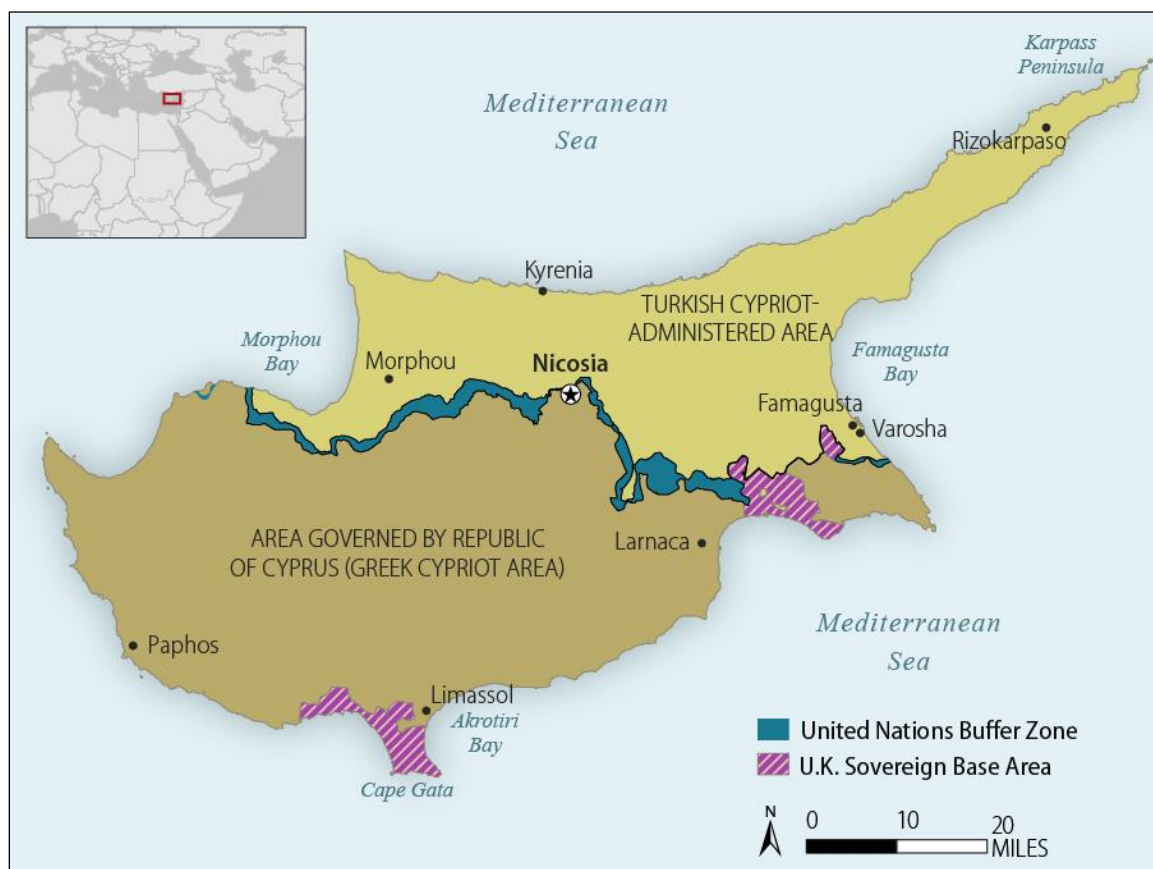 Karpass
Peninsula
Mediterranean
Sea
Rizokarpaso
Kyrenia
TURKISH CYPRIOT-
ADMINISTERED AREA
Morphou
Bay
Famagusta
Bay
Morphou
Nicosia
Famagusta
Varosha
AREA GOVERNED BY REPUBLIC
OF CYPRUS (GREEK CYPRIOT AREA)
Larnaca
Paphos
Mediterranean
Sea
Limassol
Akrotiri
Bay
Cape Gata
United Nations Buffer Zone
U.K. Sovereign Base Area
N
0 10 20
MILES